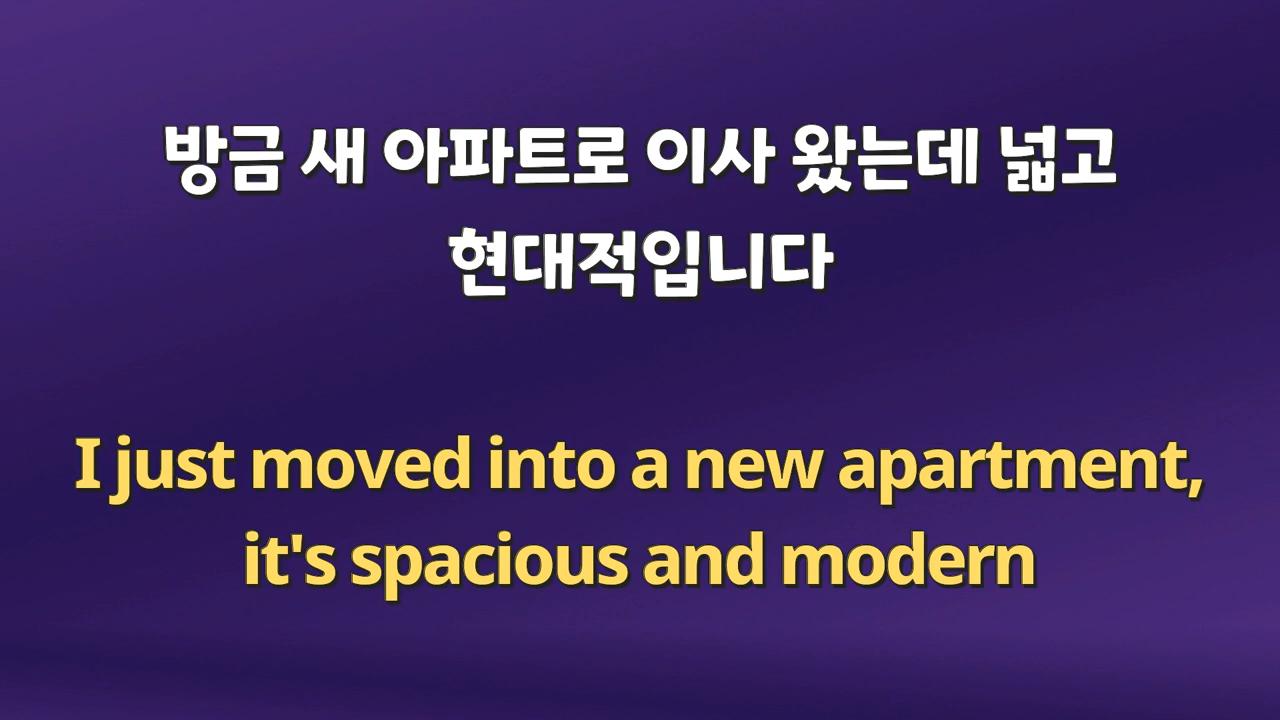 방금 새 아파트로 이사 왔는데 넓고
현대적입니다
I just moved into a new apartment,
it's spacious and modern